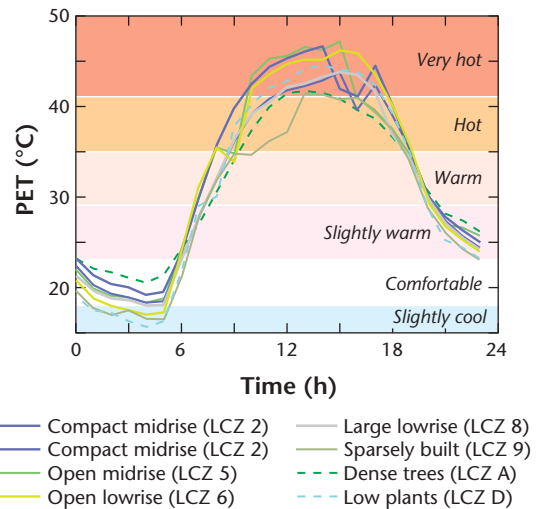 50
40
30
20
PET (°C)
Very hot
Hot
Warm
Slightly warm
Comfortable
Slightly cool
0 6 12 18 24
Time (h)
Compact midrise (LCZ 2)
Compact midrise (LCZ 2)
Open midrise (LCZ 5)
Open lowrise (LCZ 6)
Large lowrise (LCZ 8)
Sparsely built (LCZ 9)
Dense trees (LCZ A)
Low plants (LCZ D)